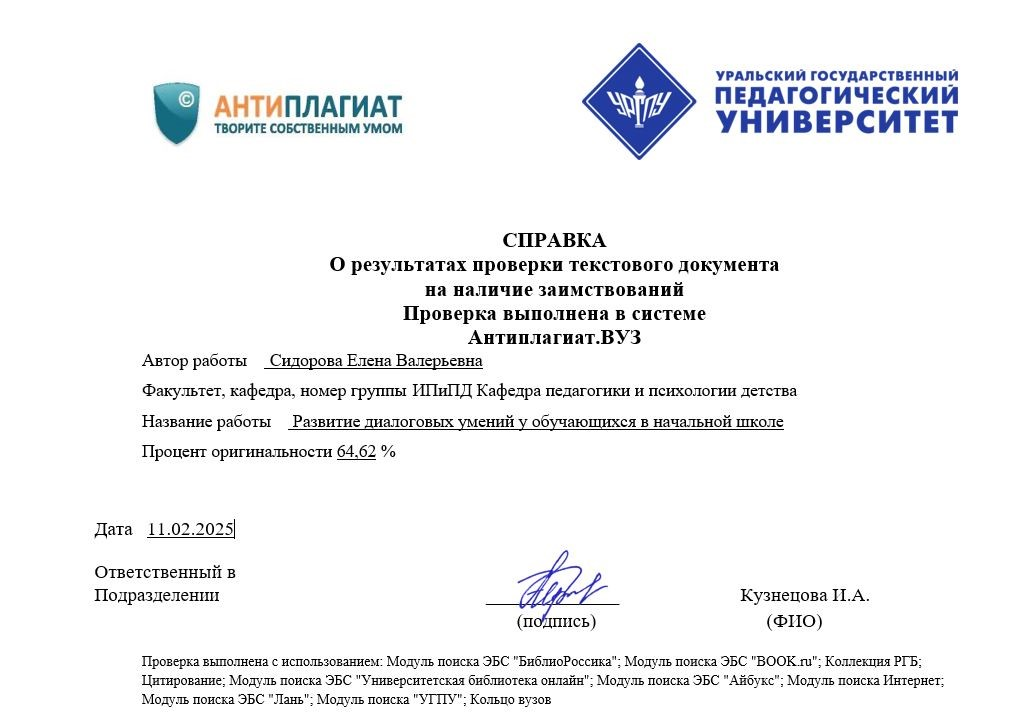 ©
АНТИПЛАГИАТ
ТВОРИТЕ СОБСТВЕННЫМ УМОМ
УРГПУ
УРАЛЬСКИЙ ГОСУДАРСТВЕННЫЙ
ПЕДАГОГИЧЕСКИЙ
УНИВЕРСИТЕТ
СПРАВКА
О результатах проверки текстового документа
на наличие заимствований
Проверка выполнена в системе
Антиплагиат.ВУЗ
Автор работы Сидорова Елена Валерьевна
Факультет, кафедра, номер группы ИПиПД Кафедра педагогики и психологии детства
Название работы Развитие диалоговых умений у обучающихся в начальной школе
Процент оригинальности 64,62 %
Дата 11.02.2025
Ответственный в
Подразделении
Кузнецова И.А.
(подпись) (ФИО)
Проверка выполнена с использованием: Модуль поиска ЭБС "БиблиоРоссика"; Модуль поиска ЭБС "BOOK.ru"; Коллекция РГБ;
Цитирование; Модуль поиска ЭБС "Университетская библиотека онлайн"; Модуль поиска ЭБС "Айбукс"; Модуль поиска Интернет;
Модуль поиска ЭБС "Лань"; Модуль поиска "УГПУ"; Кольцо вузов